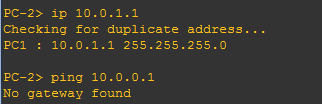 PC-2> ip 10.0.1.1
Checking for duplicate address...
PC1 : 10.0.1.1 255.255.255.0
PC-2> ping 10.0.0.1
No gateway found